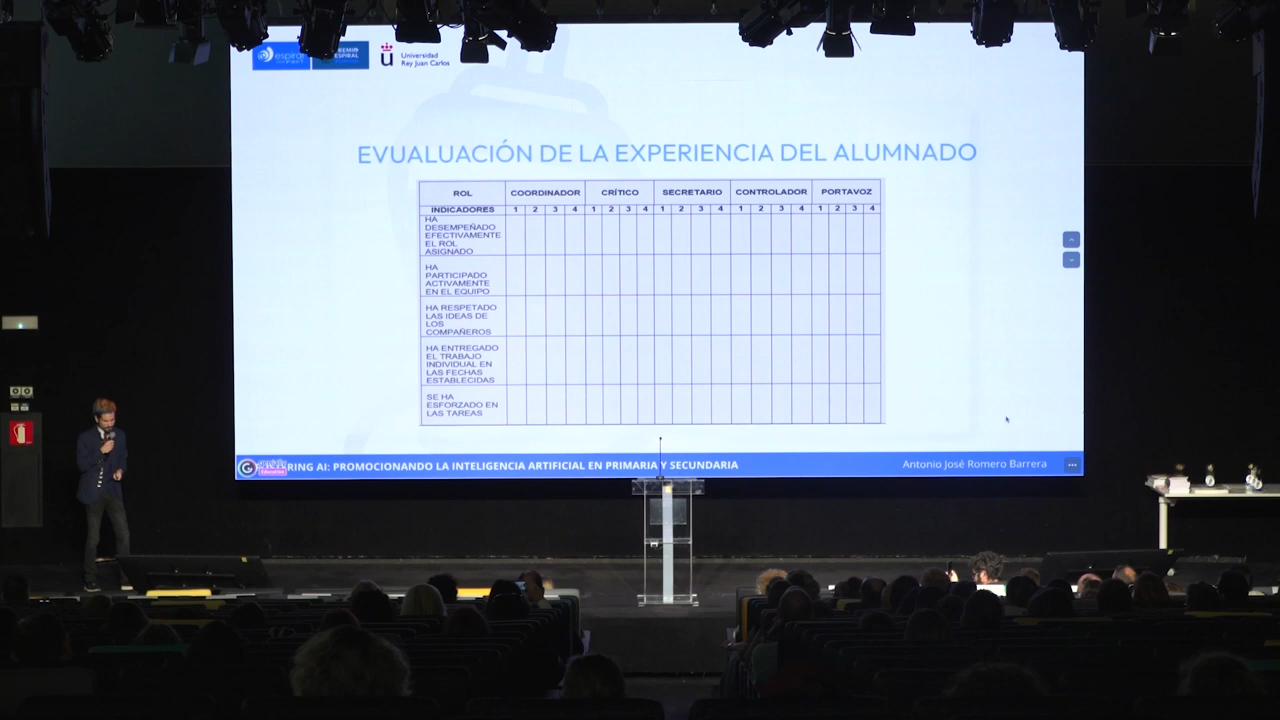 espiral
PREMIO
ESPIRAL
ü
Universidad
Rey Juan Carlos
EVUALUACIÓN DE LA EXPERIENCIA DEL ALUMNADO
ROL COORDINADOR CRÍTICO SECRETARIO CONTROLADOR PORTAVOZ
INDICADORES 1 2 3 4 1 2 3 4 1 2 3 4 1 2 3 4 1 2 3 4
HA
DESEMPEÑADO
EFECTIVAMENTE
EL ROL
ASIGNADO
HA
PARTICIPADO
ACTIVAMENTE
EN EL EQUIPO
HA RESPETADO
LAS IDEAS DE
LOS
COMPAÑEROS
HA ENTREGADO
EL TRABAJO
INDIVIDUAL EN
LAS FECHAS
ESTABLECIDAS
SE HA
ESFORZADO EN
LAS TAREAS
RING AI: PROMOCIONANDO LA INTELIGENCIA ARTIFICIAL EN PRIMARIA Y SECUNDARIA Antonio José Romero Barrera